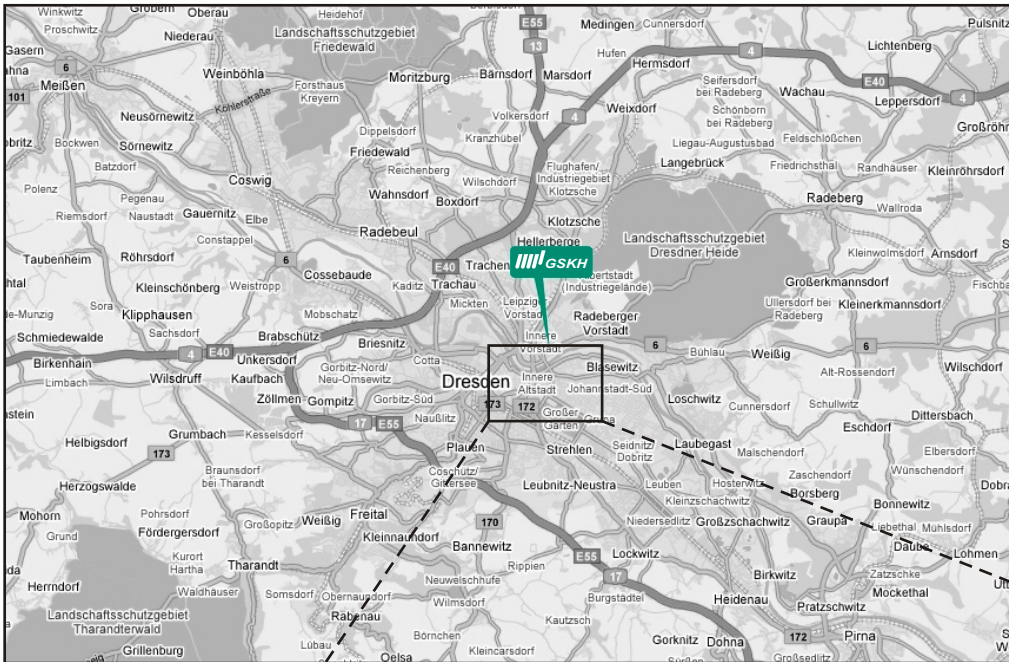 Winkwitz
Gröbern
Oberau
Heidehof
E55
Medingen
Cunnersdorf
Pulsnitz
Proschwitz
Niederau
Landschaftsschutzgebiet
Friedewald
13
Hufen
4
Lichtenberg
Gasern
Weinböhla
Moritzburg
Bärnsdorf
Marsdorf
Hermsdorf
E40
6
Meißen
Forsthaus
Kreyern
Seifersdorf
bei Radeberg
Wachau
Leppersdorf
4
101
Köhlerstraße
Volkersdorf
Weixdorf
Schönborn
bei Radeberg
Neusörnewitz
Dippelsdorf
Kranzhübel
4
Feldschlößchen
Bockwen
Sörnewitz
Friedewald
Liegau-Augustusbad
Batzdorf
Reichenberg
Wilschdorf
Flughafen/
Industriegebiet
Klotzsche
Langebrück
Friedrichsthal
Randhäuser
Kleinröhrsdorf
Polenz
Coswig
Wahnsdorf
Boxdorf
Radeberg
Pegenau
Naustadt
Gauernitz
Elbe
Klotzsche
Wallroda
Riemsdorf
Constappel
Radebeul
Hellerberge
Landschaftsschutzgebiet
Dresdner Heide
Taubenheim
Röhrsdorf
6
Cossebaude
E40
GSKH
Kleinwolmsdorf
Arnsdorf
Kleinschönberg
Weistropp
Kaditz
Trachau
(Industriegelände)
Großerkmannsdorf
Sora
Klipphausen
Mobschatz
Mickten
Leipziger
Vorstadt
Radeberger
Vorstadt
Ullersdorf bei
Radeberg
Kleinerkmannsdorf
Schmiedewalde
Sachsdorf
Brabschütz
Briesnitz
Innere
Vorstadt
6
Bühlau
Weißig
6
Birkenhain
4
E40
Unkersdorf
Cotta
Blasewitz
Wilschdorf
Limbach
Wilsdruff
Kaufbach
Gorbitz-Nord/
Neu-Omsewitz
Dresden
Innere
Altstadt
Johannstadt-Süd
Alt-Rossendorf
Zöllmen
Gompitz
Gorbitz-Süd
173
172
Loschwitz
Cunnersdorf
Schullwitz
Naußlitz
Großer
Garten
Gruna
Dittersbach
17
E55
Eschdorf
Helbigsdorf
Grumbach
Kesselsdorf
Plauen
Strehlen
Seidnitz/
Dobritz
Laubegast
Malschendorf
Elbersdorf
173
Braunsdorf
bei Tharandt
Coschütz/
Gittersee
Zaschendorf
Wünschendorf
Herzogswalde
Leubnitz-Neustra
Leuben
Hosterwitz
Borsberg
Kleinzschachwitz
Bonnewitz
Mohorn
Pohrsdorf
Großopitz
Weißig
Freital
170
Niedersedlitz
Großzschachwitz
Graupa
Liebethal
Mühlsdorf
Grund
Fördergersdorf
Kleinnaundorf
Bannewitz
E55
Lockwitz
Daube
Lohmen
Kurort
Hartha
Tharandt
Rippien
17
Birkwitz
Zatzschke
Herrndorf
Waldhäuser
Somsdorf
Obernaundorf
Neuwelschhufe
Burgstädtel
Heidenau
Mockethal
Landschaftsschutzgebiet
Tharandterwald
Rabenau
Wilmsdorf
Kautzsch
Pratzschwitz
Grillenburg
Lübau
Börnchen
Gorknitz
Dohna
172
Pirna
Oelsa
Großsedlitz